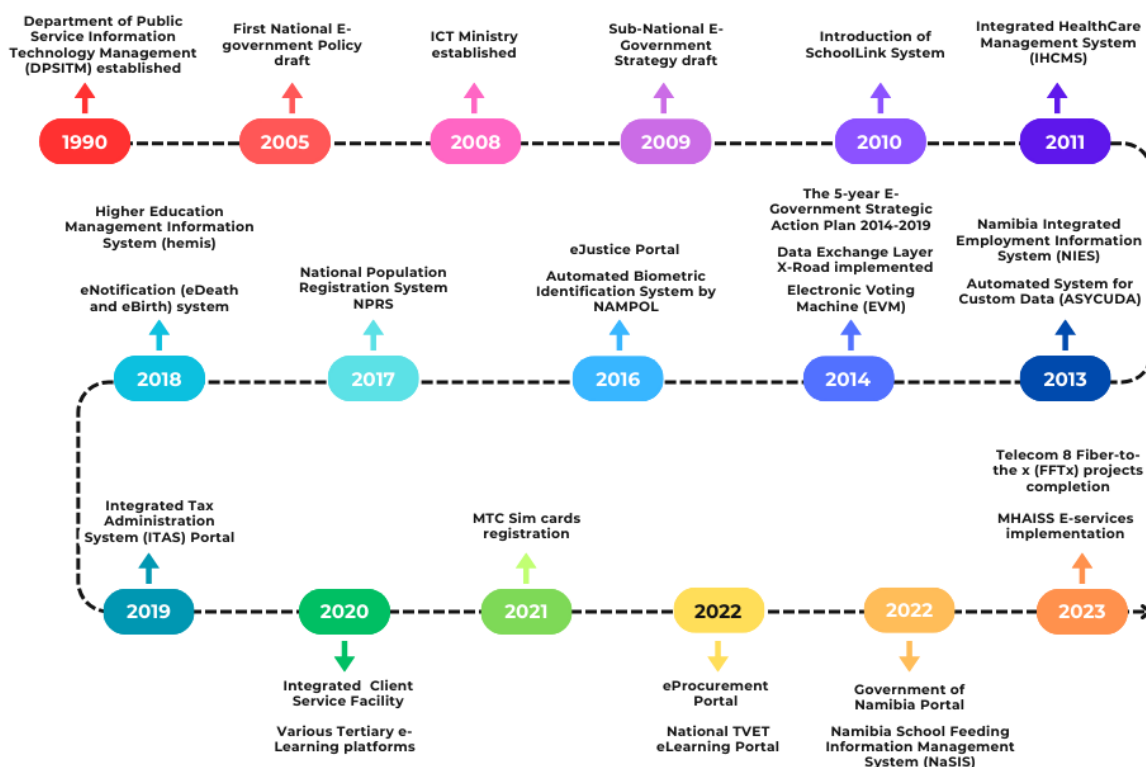 Department of Public
Service Information
Technology Management
(DPSITM) established
First National E-
government Policy
draft
ICT Ministry
established
Sub-National E-
Government
Strategy draft
Introduction of
SchoolLink System
Integrated HealthCare
Management System
(IHCMS)
1990
2005
2008
2009
2010
2011
Higher Education
Management Information
System (hemis)
eNotification (eDeath
and eBirth) system
National Population
Registration System
NPRS
eJustice Portal
Automated Biometric
Identification System by
NAMPOL
The 5-year E-
Government Strategic
Action Plan 2014-2019
Data Exchange Layer
X-Road implemented
Electronic Voting
Machine (EVM)
Namibia Integrated
Employment Information
System (NIES)
Automated System for
Custom Data (ASYCUDA)
2018
2017
2016
2014
2013
Integrated Tax
Administration
System (ITAS) Portal
MTC Sim cards
registration
Telecom 8 Fiber-to-
the x (FFTx) projects
completion
MHAISS E-services
implementation
2019
2020
2021
2022
2022
2023
Integrated Client
Service Facility
Various Tertiary e-
Learning platforms
eProcurement
Portal
National TVET
eLearning Portal
Government of
Namibia Portal
Namibia School Feeding
Information Management
System (NaSIS)